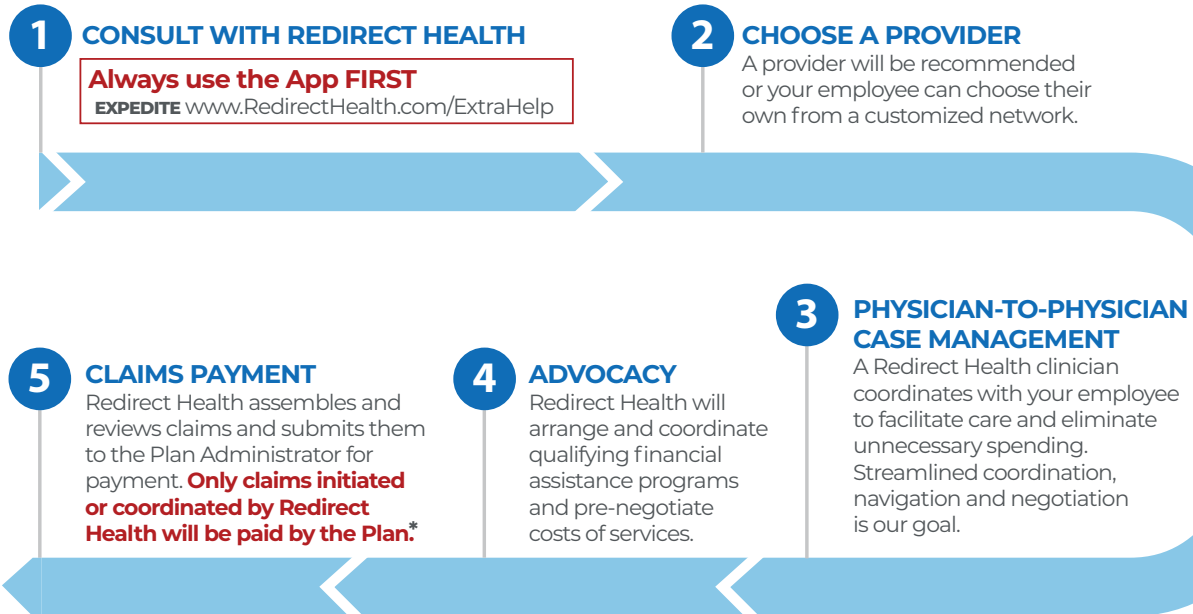 1
CONSULT WITH REDIRECT HEALTH
Always use the App FIRST
EXPEDITE www.RedirectHealth.com/ExtraHelp
2
CHOOSE A PROVIDER
A provider will be recommended
or your employee can choose their
own from a customized network.
3
PHYSICIAN-TO-PHYSICIAN
CASE MANAGEMENT
A Redirect Health clinician
coordinates with your employee
to facilitate care and eliminate
unnecessary spending.
Streamlined coordination,
navigation and negotiation
is our goal.
4
ADVOCACY
Redirect Health will
arrange and coordinate
qualifying financial
assistance programs
and pre-negotiate
costs of services.
5
CLAIMS PAYMENT
Redirect Health assembles and
reviews claims and submits them
to the Plan Administrator for
payment. Only claims initiated
or coordinated by Redirect
Health will be paid by the Plan.*